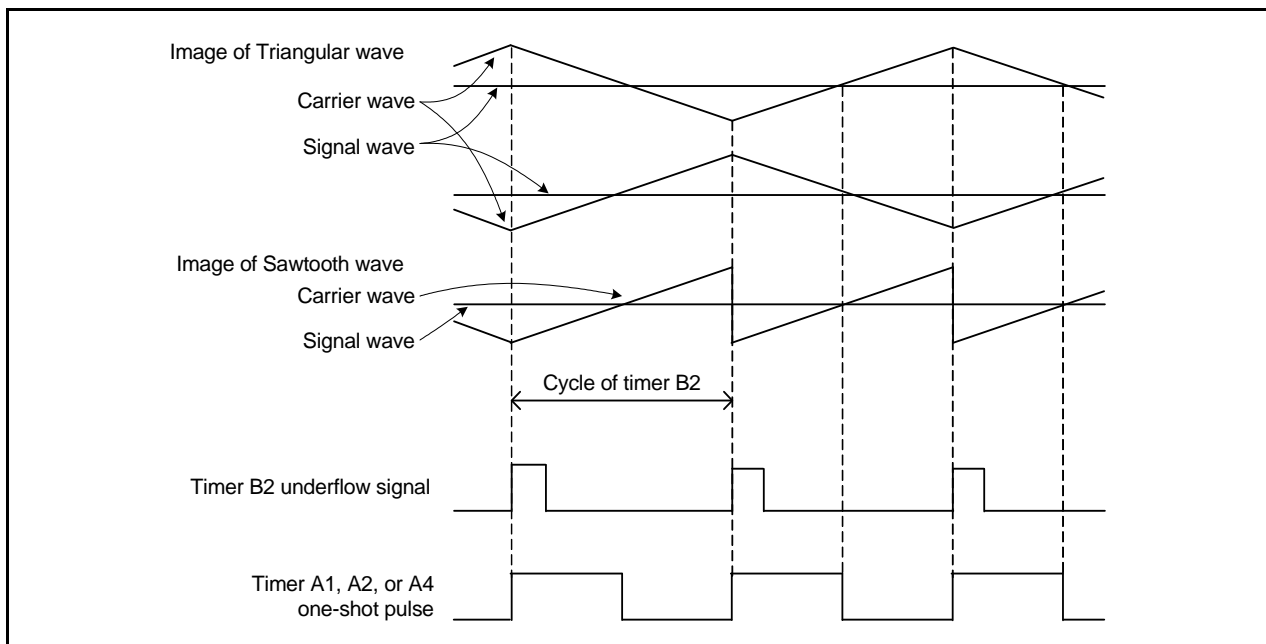 Image of Triangular wave
Carrier wave
Signal wave
Image of Sawtooth wave
Carrier wave
Signal wave
Cycle of timer B2
Timer B2 underflow signal
Timer A1, A2, or A4
one-shot pulse